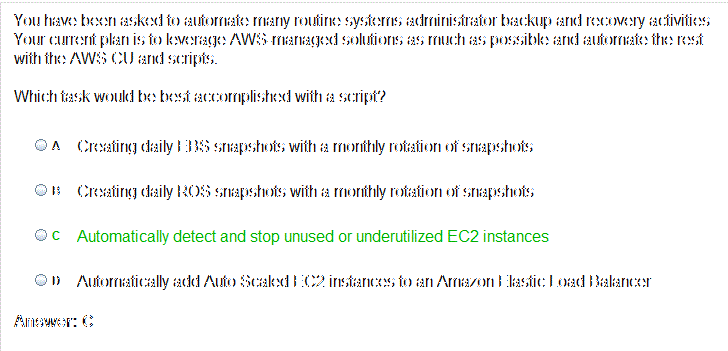 You have been asked to automate many routine systems administrator backup and recovery activities
Your current plan is to leverage AWS-managed solutions as much as possible and automate the rest
with the AWS CU and scripts.
Which task would be best accomplished with a script?
A Creating daily EBS snapshots with a monthly rotation of snapshots
B Creating daily RDS snapshots with a monthly rotation of snapshots
C Automatically detect and stop unused or underutilized EC2 instances
D Automatically add Auto Scaled EC2 instances to an Amazon Elastic Load Balancer
Answer: C